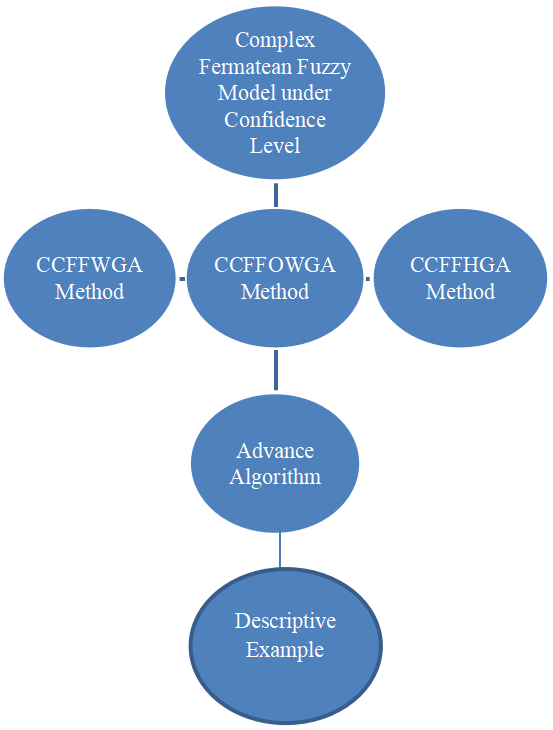 Complex
Fermatean Fuzzy
Model under
Confidence
Level
CCFFWGA
Method
CCFFOWGA
Method
CCFFHGA
Method
Advance
Algorithm
Descriptive
Example